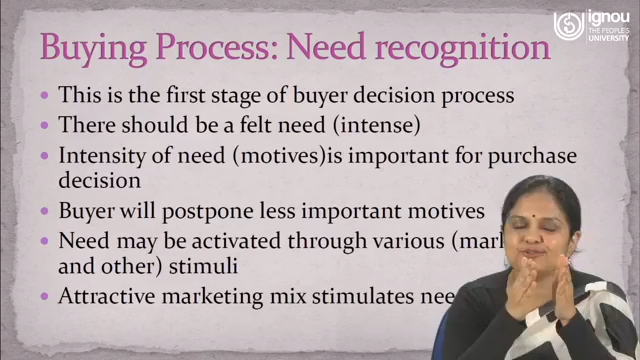 ignou
THE PEOPLE'S
UNIVERSITY
Buying Process: Need recognition
This is the first stage of buyer decision process
There should be a felt need (intense)
Intensity of need (motives)is important for purchase
decision
Buyer will postpone less important motives
Need may be activated through various
and other) stimuli
Attractive marketing mix stimulates